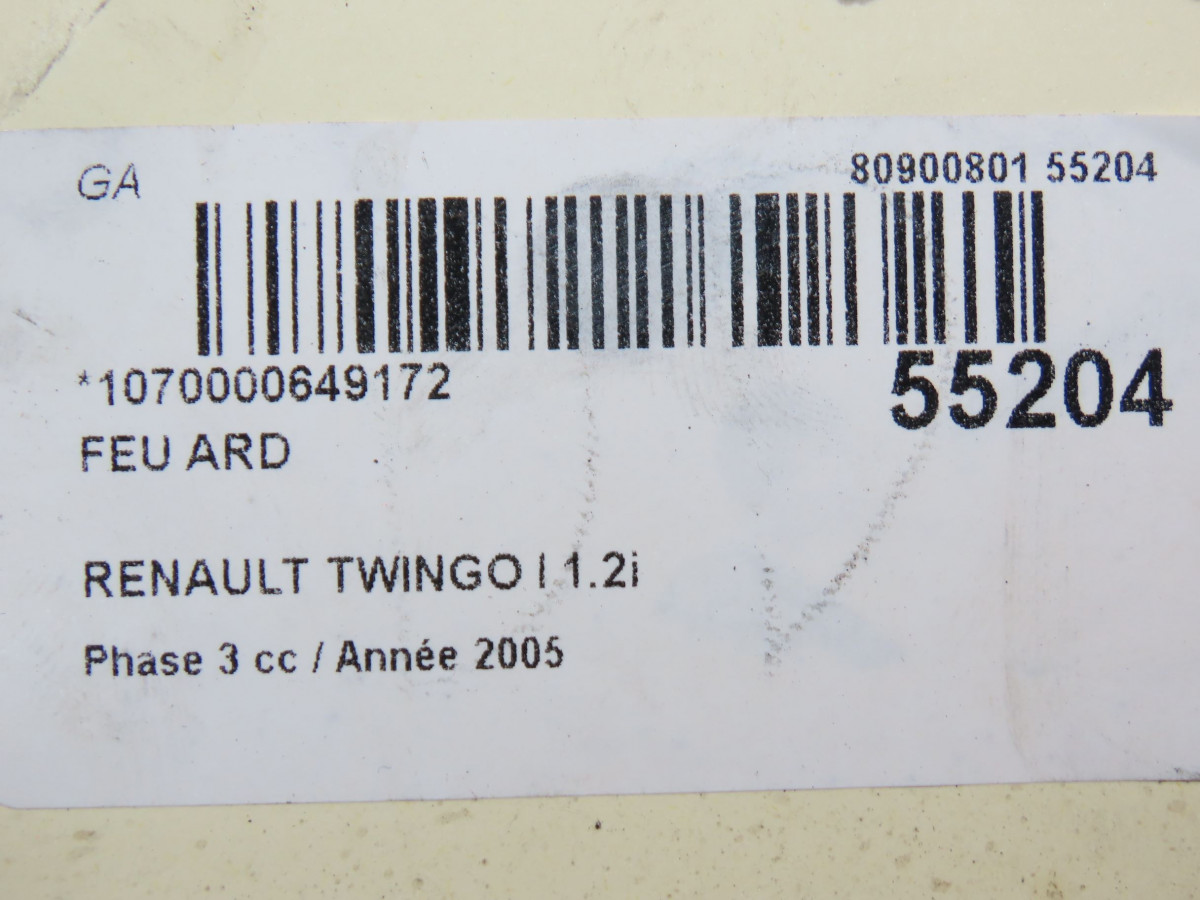 GA
80900801 55204
*1070000649172
55204
FEU ARD
RENAULT TWINGO I 1.2i
Phase 3 cc / Année 2005